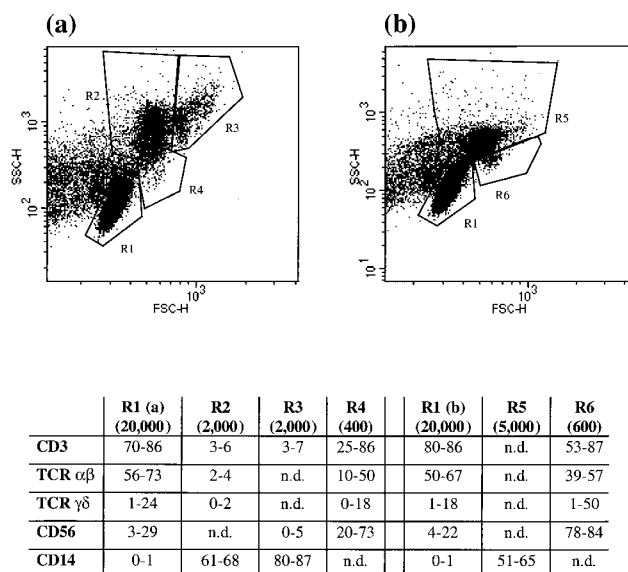 (a)
(b)
R2
R3
R4
R1
SSC-H
10^3
10^2
FSC-H
10^3
R5
R6
R1
SSC-H
10^3
10^2
10^1
FSC-H
10^3
R1 (a) R2 R3 R4 R1 (b) R5 R6
(20,000) (2,000) (2,000) (400) (20,000) (5,000) (600)
CD3 70-86 3-6 3-7 25-86 80-86 n.d. 53-87
TCR αβ 56-73 2-4 n.d. 10-50 50-67 n.d. 39-57
TCR γδ 1-24 0-2 n.d. 0-18 1-18 n.d. 1-50
CD56 3-29 n.d. 0-5 20-73 4-22 n.d. 78-84
CD14 0-1 61-68 80-87 n.d. 0-1 51-65 n.d.